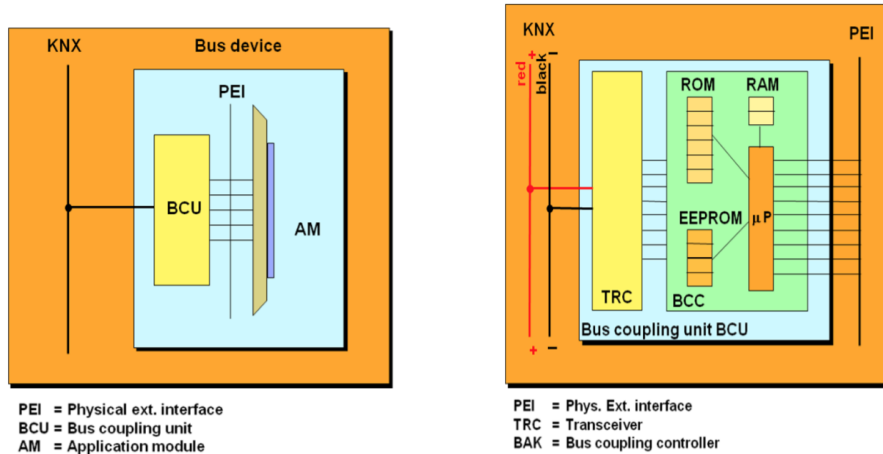 KNX
Bus device
PEI
BCU
AM
PEI = Physical ext. interface
BCU = Bus coupling unit
AM = Application module
KNX
PEI
+
−
red
black
ROM
RAM
EEPROM
μP
TRC
BCC
Bus coupling unit BCU
+
−
PEI = Phys. Ext. interface
TRC = Transceiver
BAK = Bus coupling controller